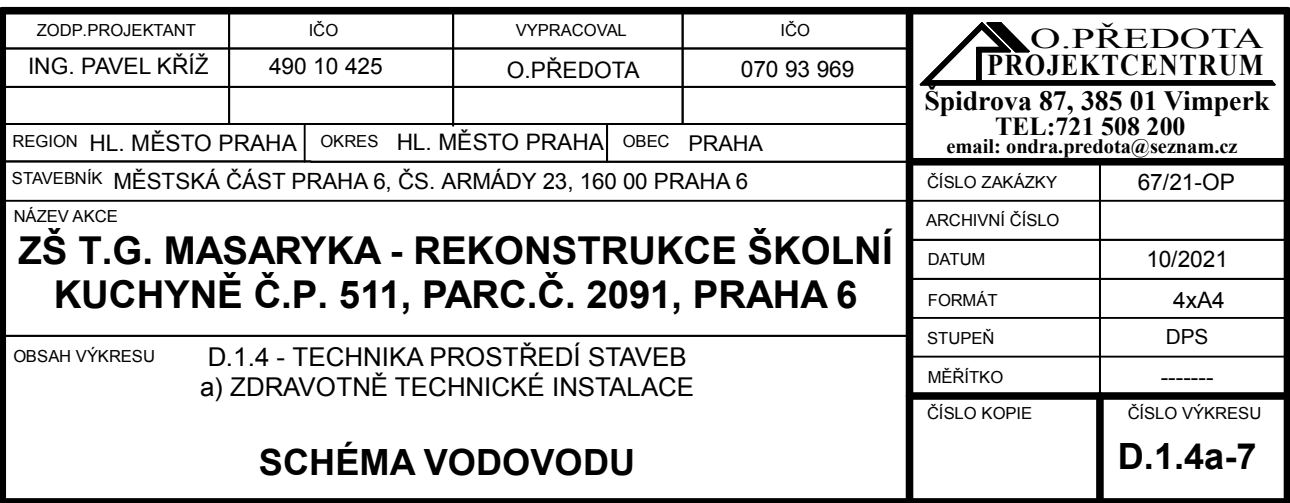 ZODP.PROJEKTANT IČO VYPRACOVAL IČO
ING. PAVEL KŘÍŽ 490 10 425 O.PŘEDOTA 070 93 969
REGION HL. MĚSTO PRAHA OKRES HL. MĚSTO PRAHA OBEC PRAHA
STAVEBNÍK MĚSTSKÁ ČÁST PRAHA 6, ČS. ARMÁDY 23, 160 00 PRAHA 6
NÁZEV AKCE
ZŠ T.G. MASARYKA - REKONSTRUKCE ŠKOLNÍ
KUCHYNĚ Č.P. 511, PARC.Č. 2091, PRAHA 6
OBSAH VÝKRESU D.1.4 - TECHNIKA PROSTŘEDÍ STAVEB
a) ZDRAVOTNĚ TECHNICKÉ INSTALACE
SCHÉMA VODOVODU
O.PŘEDOTA
PROJEKTCENTRUM
Špidrova 87, 385 01 Vimperk
TEL:721 508 200
email: ondra.predota@seznam.cz
ČÍSLO ZAKÁZKY 67/21-OP
ARCHIVNÍ ČÍSLO
DATUM 10/2021
FORMÁT 4xA4
STUPEŇ DPS
MĚŘÍTKO -------
ČÍSLO KOPIE ČÍSLO VÝKRESU
D.1.4a-7